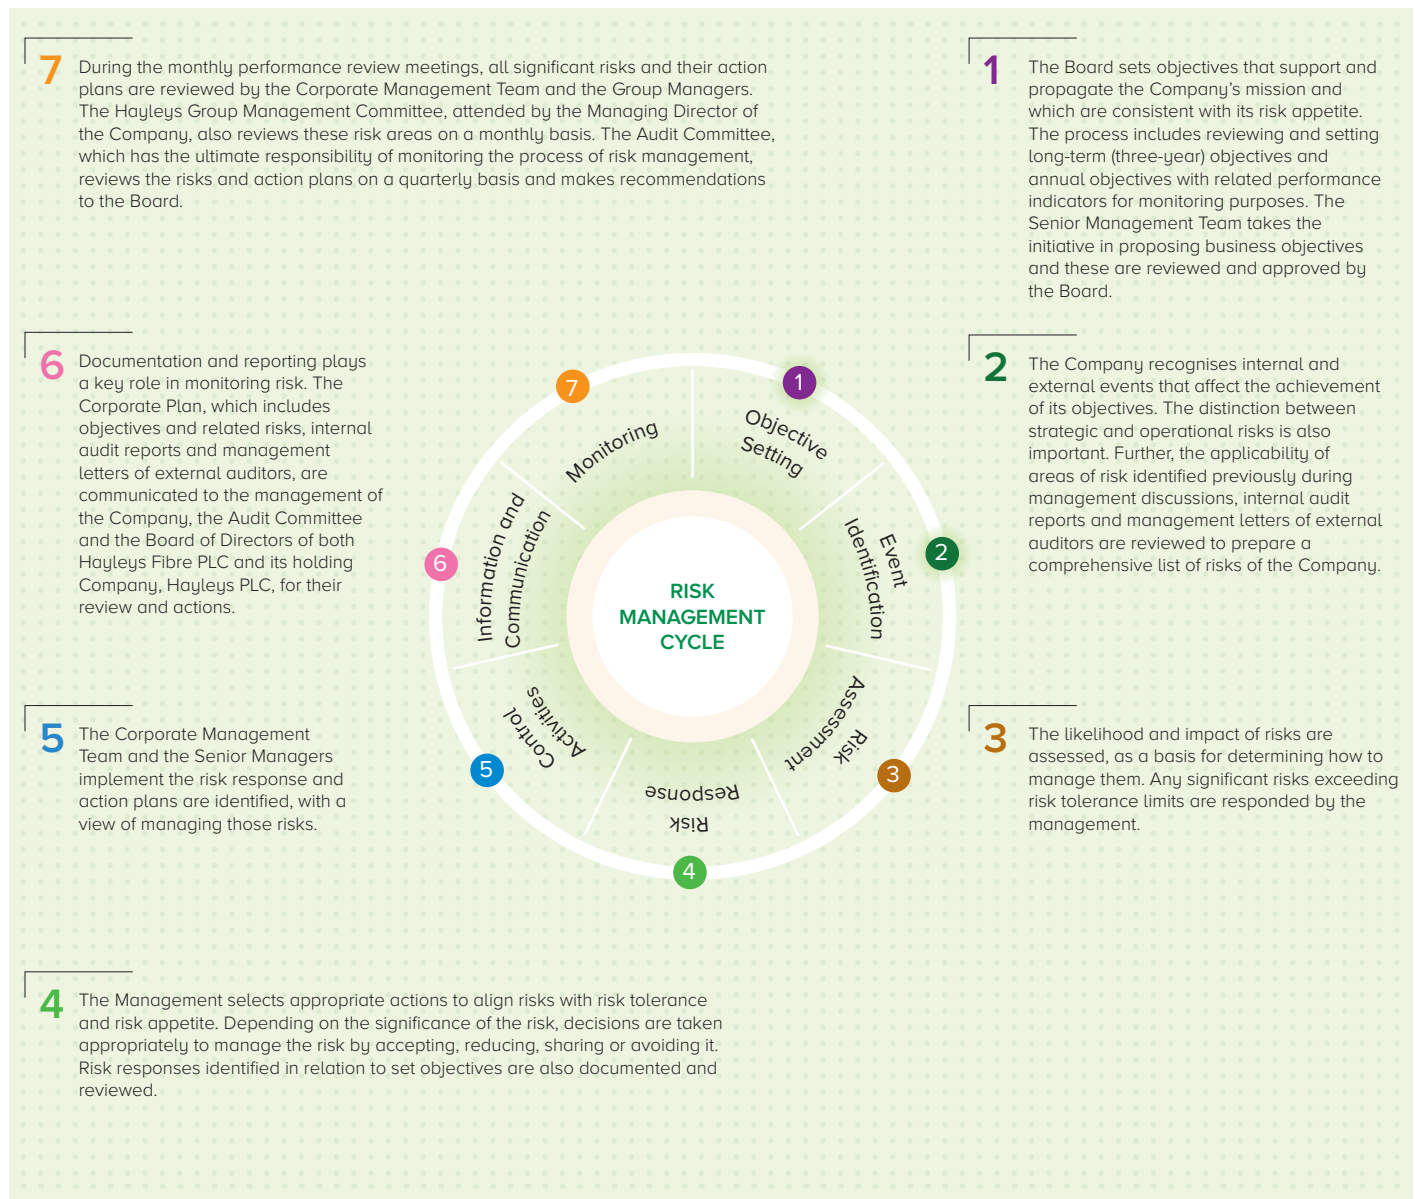 7
During the monthly performance review meetings, all significant risks and their action
plans are reviewed by the Corporate Management Team and the Group Managers.
The Hayleys Group Management Committee, attended by the Managing Director of
the Company, also reviews these risk areas on a monthly basis. The Audit Committee,
which has the ultimate responsibility of monitoring the process of risk management,
reviews the risks and action plans on a quarterly basis and makes recommendations
to the Board.
1
The Board sets objectives that support and
propagate the Company's mission and
which are consistent with its risk appetite.
The process includes reviewing and setting
long-term (three-year) objectives and
annual objectives with related performance
indicators for monitoring purposes. The
Senior Management Team takes the
initiative in proposing business objectives
and these are reviewed and approved by
the Board.
6
Documentation and reporting plays
a key role in monitoring risk. The
Corporate Plan, which includes
objectives and related risks, internal
audit reports and management
letters of external auditors, are
communicated to the management of
the Company, the Audit Committee
and the Board of Directors of both
Hayleys Fibre PLC and its holding
Company, Hayleys PLC, for their
review and actions.
2
The Company recognises internal and
external events that affect the achievement
of its objectives. The distinction between
strategic and operational risks is also
important. Further, the applicability of
areas of risk identified previously during
management discussions, internal audit
reports and management letters of external
auditors are reviewed to prepare a
comprehensive list of risks of the Company.
RISK
MANAGEMENT
CYCLE
1
Objective
Setting
2
Event
Identification
3
Risk
Assessment
4
Risk
Response
5
Control
Activities
6
Information and
Communication
7
Monitoring
5
The Corporate Management
Team and the Senior Managers
implement the risk response and
action plans are identified, with a
view of managing those risks.
3
The likelihood and impact of risks are
assessed, as a basis for determining how to
manage them. Any significant risks exceeding
risk tolerance limits are responded by the
management.
4
The Management selects appropriate actions to align risks with risk tolerance
and risk appetite. Depending on the significance of the risk, decisions are taken
appropriately to manage the risk by accepting, reducing, sharing or avoiding it.
Risk responses identified in relation to set objectives are also documented and
reviewed.